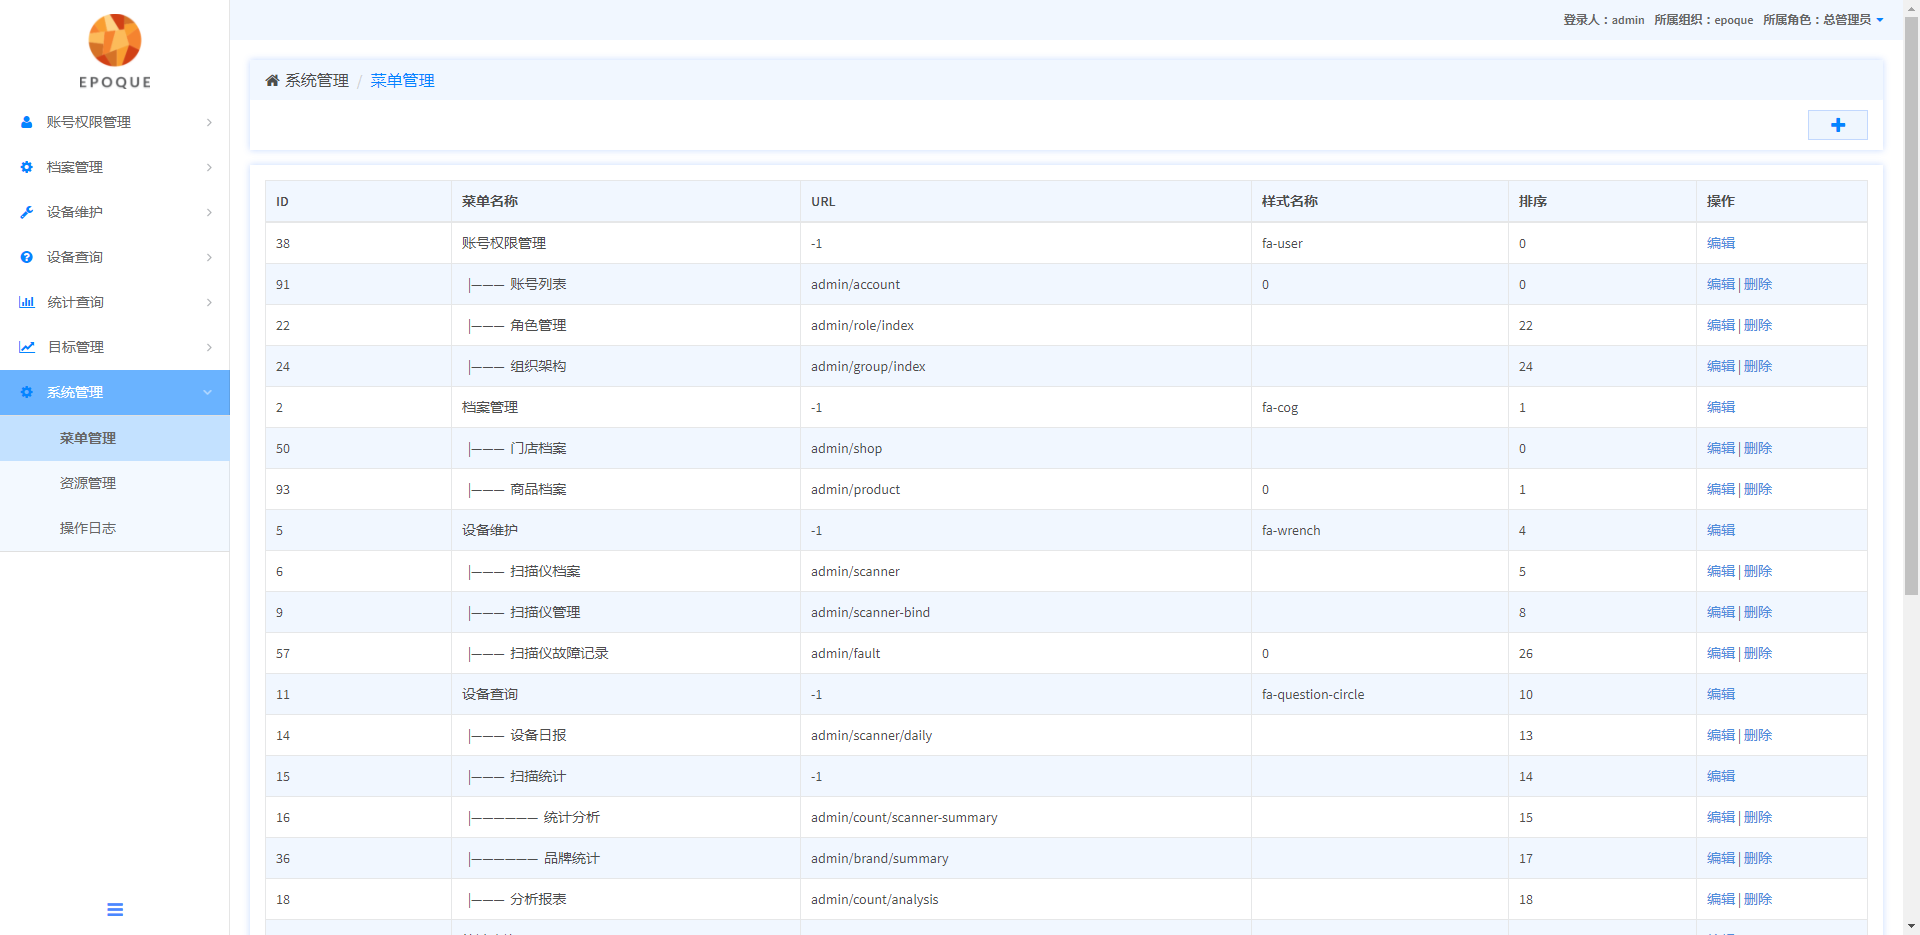 登录人：admin 所属组织：epoque 所属角色：总管理员
EPOQUE
账号权限管理
档案管理
设备维护
设备查询
统计查询
目标管理
系统管理
菜单管理
资源管理
操作日志
系统管理 / 菜单管理
ID 菜单名称 URL 样式名称 排序 操作
38 账号权限管理 -1 fa-user 0 编辑
91 |——— 账号列表 admin/account 0 0 编辑 | 删除
22 |——— 角色管理 admin/role/index 22 编辑 | 删除
24 |——— 组织架构 admin/group/index 24 编辑 | 删除
2 档案管理 -1 fa-cog 1 编辑
50 |——— 门店档案 admin/shop 0 编辑 | 删除
93 |——— 商品档案 admin/product 0 1 编辑 | 删除
5 设备维护 -1 fa-wrench 4 编辑
6 |——— 扫描仪档案 admin/scanner 5 编辑 | 删除
9 |——— 扫描仪管理 admin/scanner-bind 8 编辑 | 删除
57 |——— 扫描仪故障记录 admin/fault 0 26 编辑 | 删除
11 设备查询 -1 fa-question-circle 10 编辑
14 |——— 设备日报 admin/scanner/daily 13 编辑 | 删除
15 |——— 扫描统计 -1 14 编辑
16 |—————— 统计分析 admin/count/scanner-summary 15 编辑 | 删除
36 |—————— 品牌统计 admin/brand/summary 17 编辑 | 删除
18 |——— 分析报表 admin/count/analysis 18 编辑 | 删除